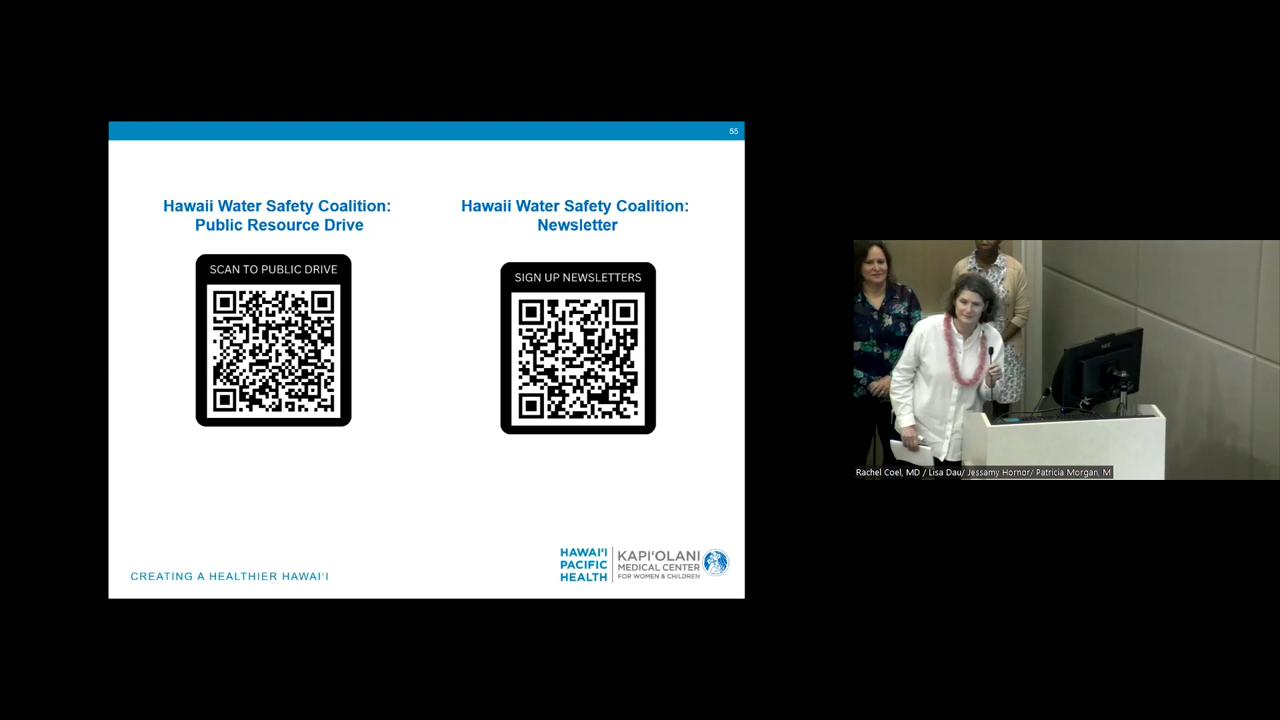 55
Hawaii Water Safety Coalition:
Public Resource Drive
SCAN TO PUBLIC DRIVE
Hawaii Water Safety Coalition:
Newsletter
SIGN UP NEWSLETTERS
CREATING A HEALTHIER HAWAI'I
HAWAI'I
PACIFIC
HEALTH
KAPI'OLANI
MEDICAL CENTER
FOR WOMEN & CHILDREN
NEC
Rachel Coel, MD / Lisa Dau/ Jessamy Hornor/ Patricia Morgan, M